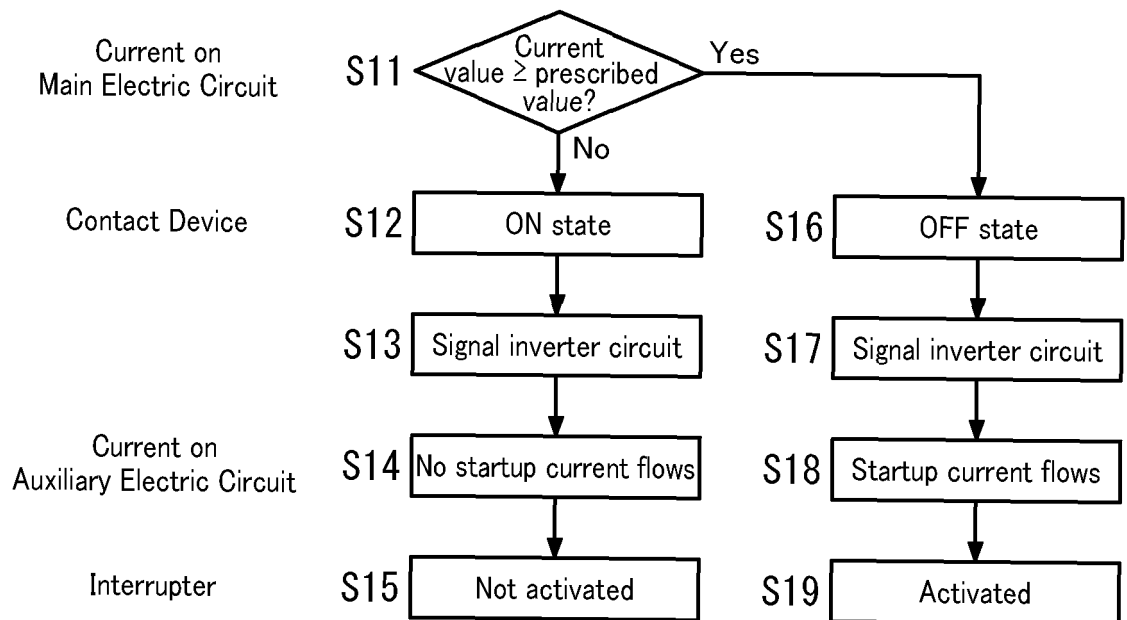 Current on
Main Electric Circuit
S11
Current
value ≥ prescribed
value?
Yes
No
Contact Device
S12
ON state
S16
OFF state
S13
Signal inverter circuit
S17
Signal inverter circuit
Current on
Auxiliary Electric Circuit
S14
No startup current flows
S18
Startup current flows
Interrupter
S15
Not activated
S19
Activated